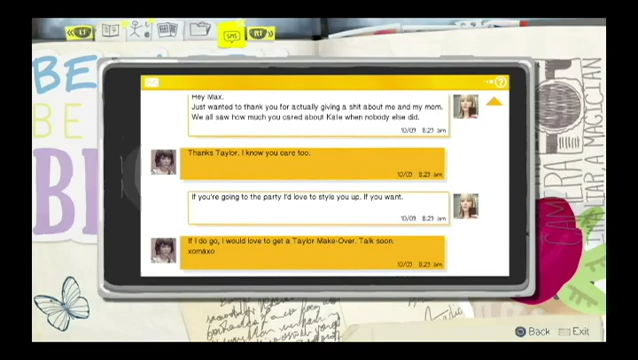 LT
SMS
RT
BE
BE
Hey Max.
Just wanted to thank you for actually giving a shit about me and my mom.
We all saw how much you cared about Kate when nobody else did.
10/09 8:23 am
Thanks Taylor. I know you care too.
10/09 8:23 am
If you're going to the party I'd love to style you up. If you want.
10/09 8:23 am
If I do go, I would love to get a Taylor Make-Over. Talk soon.
xomaxo
10/09 8:23 am
CAMERA
LIAR A MAGICIAN
Back
Exit